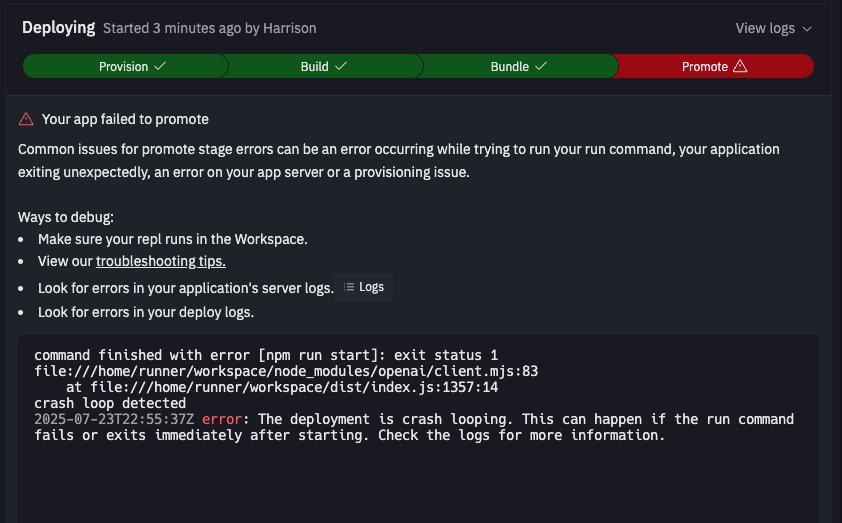 Deploying Started 3 minutes ago by Harrison View logs
Provision Build Bundle Promote
Your app failed to promote
Common issues for promote stage errors can be an error occurring while trying to run your run command, your application
exiting unexpectedly, an error on your app server or a provisioning issue.
Ways to debug:
• Make sure your repl runs in the Workspace.
• View our troubleshooting tips.
• Look for errors in your application's server logs. Logs
• Look for errors in your deploy logs.
command finished with error [npm run start]: exit status 1
file:///home/runner/workspace/node_modules/openai/client.mjs:83
    at file:///home/runner/workspace/dist/index.js:1357:14
crash loop detected
2025-07-23T22:55:37Z error: The deployment is crash looping. This can happen if the run command
fails or exits immediately after starting. Check the logs for more information.